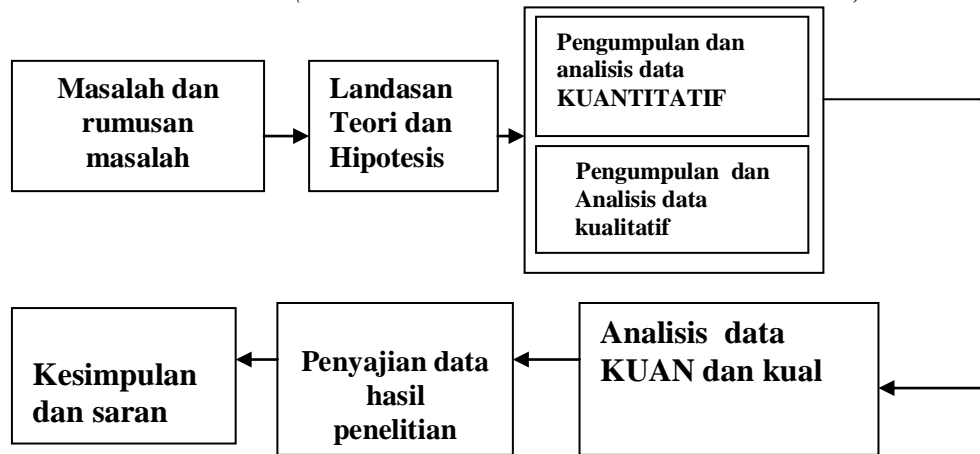 Masalah dan
rumusan
masalah
Landasan
Teori dan
Hipotesis
Pengumpulan dan
analisis data
KUANTITATIF
Pengumpulan dan
Analisis data
kualitatif
Analisis data
KUAN dan kual
Penyajian data
hasil
penelitian
Kesimpulan
dan saran